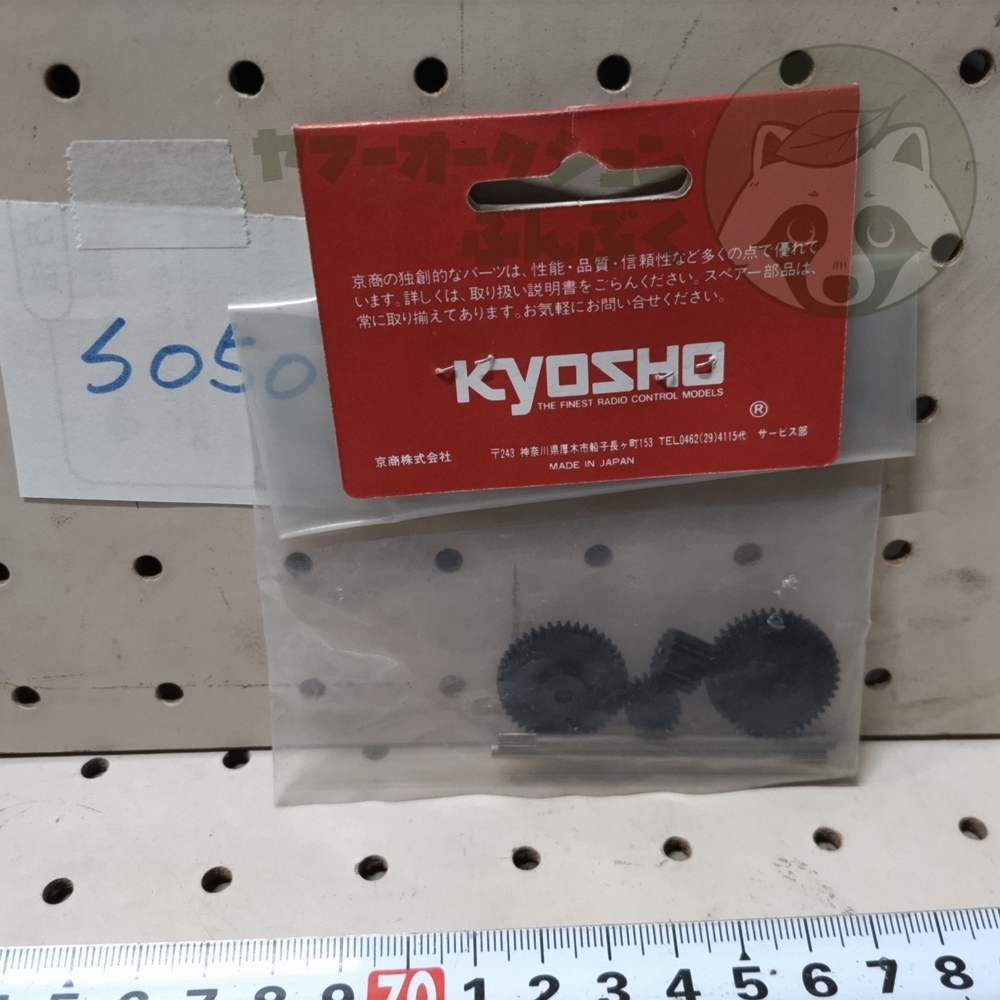 ヤフーオークション
ぶんぶく
京商の独創的なパーツは、性能・品質・信頼性など多くの点で優れて
います。詳しくは、取り扱い説明書をごらんください。スペアー部品は、
常に取り揃えてあります。お気軽にお問い合せください。
KYOSHO
THE FINEST RADIO CONTROL MODELS
®
京商株式会社 〒243 神奈川県厚木市船子長ヶ町153 TEL0462(29)4115代 サービス部
MADE IN JAPAN
S050
5 6 7 8 9 70 1 2 3 4 5 6 7 8